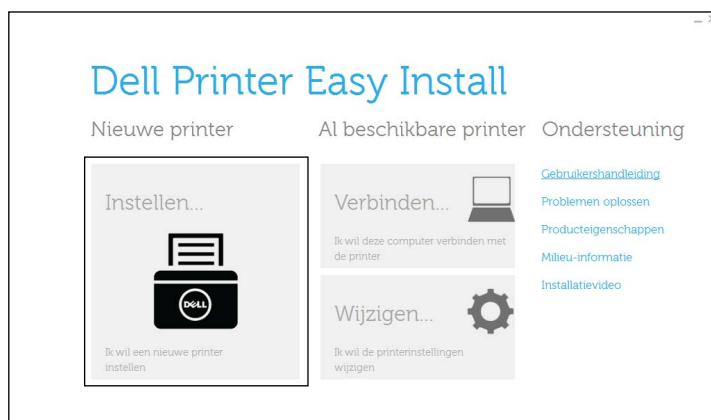 Dell Printer Easy Install
Nieuwe printer
Instellen...
DELL
Ik wil een nieuwe printer
instellen
Al beschikbare printer
Verbinden...
Ik wil deze computer verbinden met
de printer
Wijzigen...
Ik wil de printerinstellingen
wijzigen
Ondersteuning
Gebruikershandleiding
Problemen oplossen
Producteigenschappen
Milieu-informatie
Installatievideo